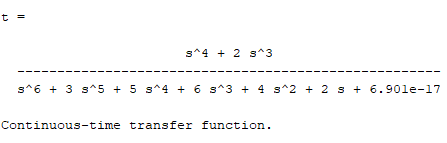 t =
s^4 + 2 s^3
-----------------------------------------------------
s^6 + 3 s^5 + 5 s^4 + 6 s^3 + 4 s^2 + 2 s + 6.901e-17
Continuous-time transfer function.